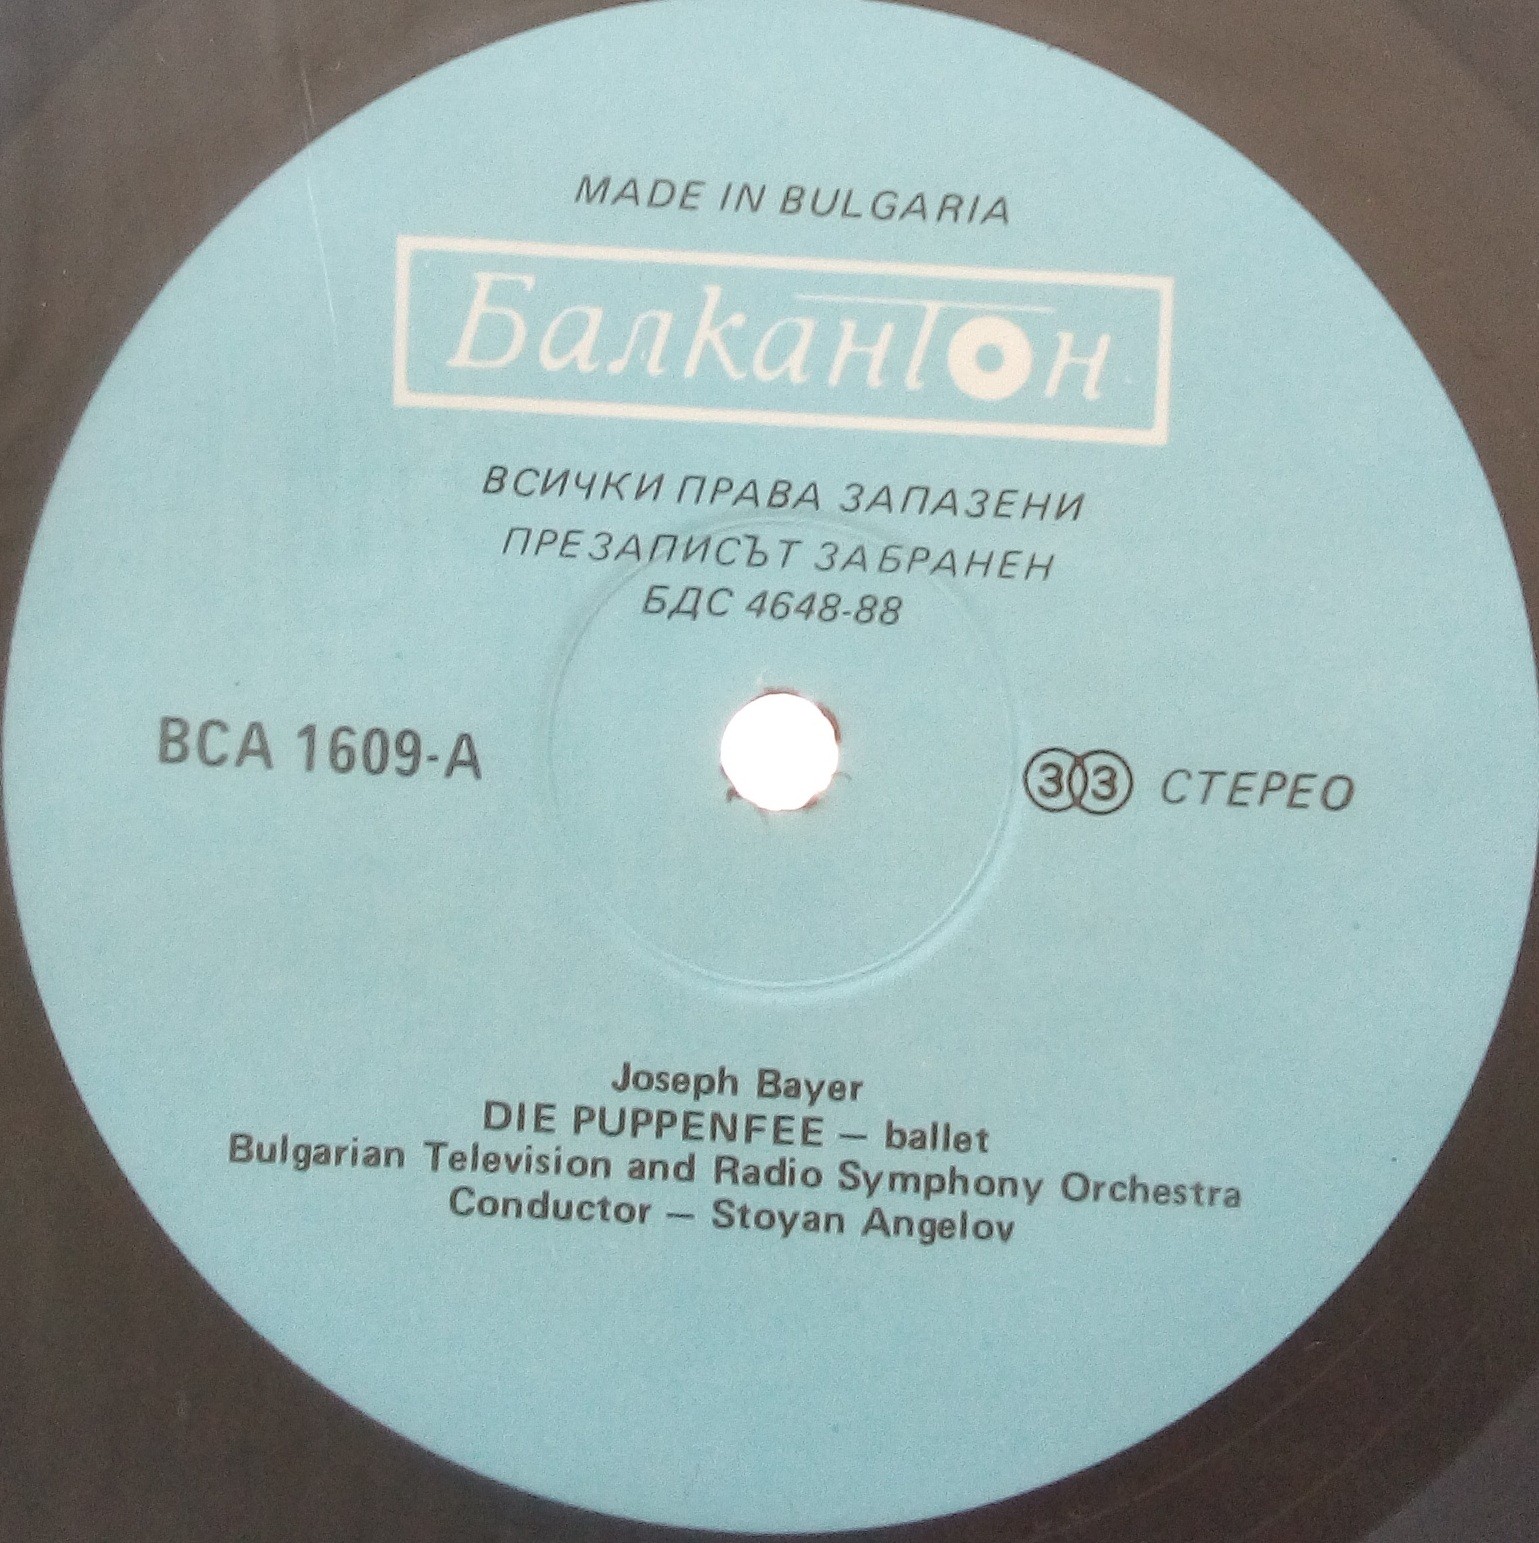 MADE IN BULGARIA
Балкантон
ВСИЧКИ ПРАВА ЗАПАЗЕНИ
ПРЕЗАПИСЪТ ЗАБРАНЕН
БДС 4648-88
ВСА 1609-А
33 СТЕРЕО
Joseph Bayer
DIE PUPPENFEE — ballet
Bulgarian Television and Radio Symphony Orchestra
Conductor — Stoyan Angelov